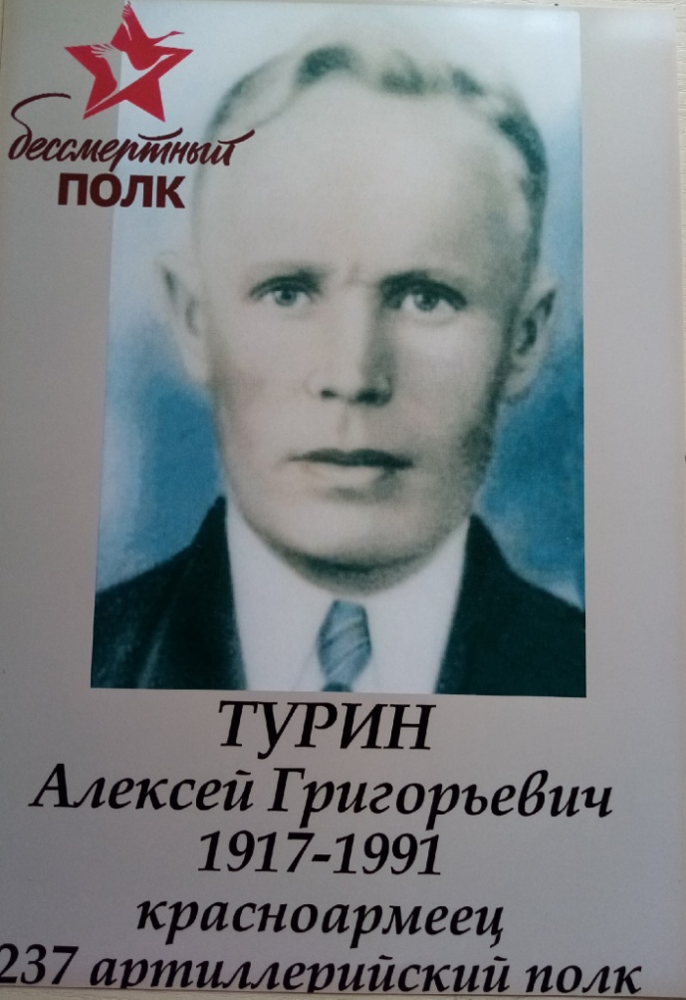 бессмертный
ПОЛК
ТУРИН
Алексей Григорьевич
1917-1991
красноармеец
237 артиллерийский полк